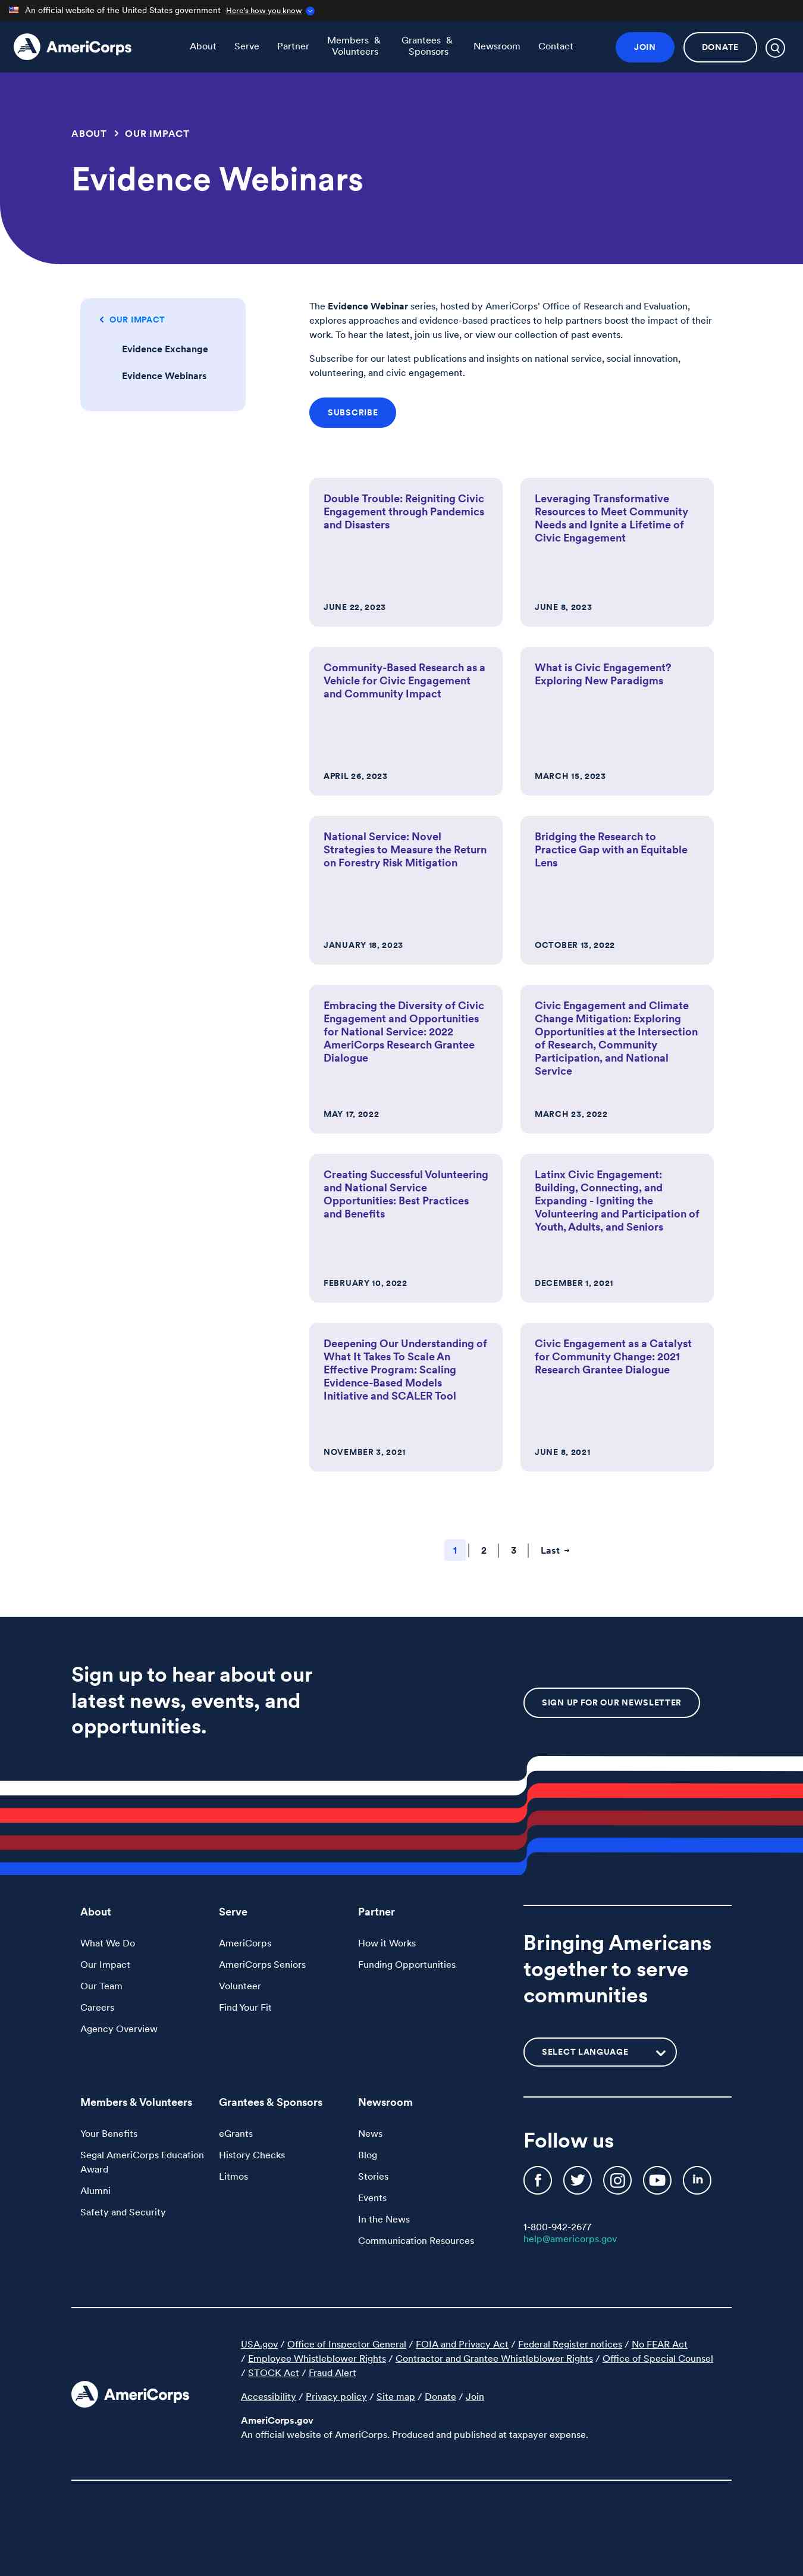 An official website of the United States government Here's how you know
AmeriCorps
About
Serve
Partner
Members &
Volunteers
Grantees &
Sponsors
Newsroom
Contact
JOIN
DONATE
ABOUT > OUR IMPACT
Evidence Webinars
OUR IMPACT
Evidence Exchange
Evidence Webinars
The Evidence Webinar series, hosted by AmeriCorps' Office of Research and Evaluation,
explores approaches and evidence-based practices to help partners boost the impact of their
work. To hear the latest, join us live, or view our collection of past events.
Subscribe for our latest publications and insights on national service, social innovation,
volunteering, and civic engagement.
SUBSCRIBE
Double Trouble: Reigniting Civic
Engagement through Pandemics
and Disasters
JUNE 22, 2023
Leveraging Transformative
Resources to Meet Community
Needs and Ignite a Lifetime of
Civic Engagement
JUNE 8, 2023
Community-Based Research as a
Vehicle for Civic Engagement
and Community Impact
APRIL 26, 2023
What is Civic Engagement?
Exploring New Paradigms
MARCH 15, 2023
National Service: Novel
Strategies to Measure the Return
on Forestry Risk Mitigation
JANUARY 18, 2023
Bridging the Research to
Practice Gap with an Equitable
Lens
OCTOBER 13, 2022
Embracing the Diversity of Civic
Engagement and Opportunities
for National Service: 2022
AmeriCorps Research Grantee
Dialogue
MAY 17, 2022
Civic Engagement and Climate
Change Mitigation: Exploring
Opportunities at the Intersection
of Research, Community
Participation, and National
Service
MARCH 23, 2022
Creating Successful Volunteering
and National Service
Opportunities: Best Practices
and Benefits
FEBRUARY 10, 2022
Latinx Civic Engagement:
Building, Connecting, and
Expanding - Igniting the
Volunteering and Participation of
Youth, Adults, and Seniors
DECEMBER 1, 2021
Deepening Our Understanding of
What It Takes To Scale An
Effective Program: Scaling
Evidence-Based Models
Initiative and SCALER Tool
NOVEMBER 3, 2021
Civic Engagement as a Catalyst
for Community Change: 2021
Research Grantee Dialogue
JUNE 8, 2021
1 2 3 Last →
Sign up to hear about our
latest news, events, and
opportunities.
SIGN UP FOR OUR NEWSLETTER
About
What We Do
Our Impact
Our Team
Careers
Agency Overview
Serve
AmeriCorps
AmeriCorps Seniors
Volunteer
Find Your Fit
Partner
How it Works
Funding Opportunities
Bringing Americans
together to serve
communities
SELECT LANGUAGE
Members & Volunteers
Your Benefits
Segal AmeriCorps Education
Award
Alumni
Safety and Security
Grantees & Sponsors
eGrants
History Checks
Litmos
Newsroom
News
Blog
Stories
Events
In the News
Communication Resources
Follow us
1-800-942-2677
help@americorps.gov
AmeriCorps
USA.gov / Office of Inspector General / FOIA and Privacy Act / Federal Register notices / No FEAR Act
/ Employee Whistleblower Rights / Contractor and Grantee Whistleblower Rights / Office of Special Counsel
/ STOCK Act / Fraud Alert
Accessibility / Privacy policy / Site map / Donate / Join
AmeriCorps.gov
An official website of AmeriCorps. Produced and published at taxpayer expense.